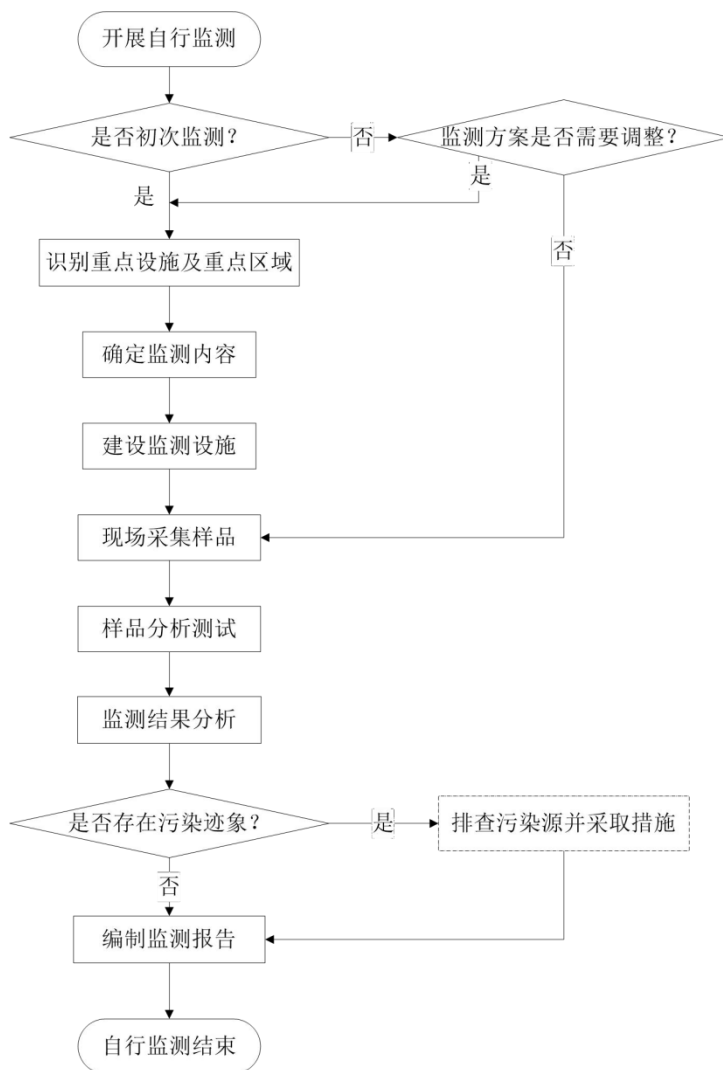 开展自行监测
是否初次监测？
否
监测方案是否需要调整？
是
是
识别重点设施及重点区域
否
确定监测内容
建设监测设施
现场采集样品
样品分析测试
监测结果分析
是否存在污染迹象？
是
排查污染源并采取措施
否
编制监测报告
自行监测结束